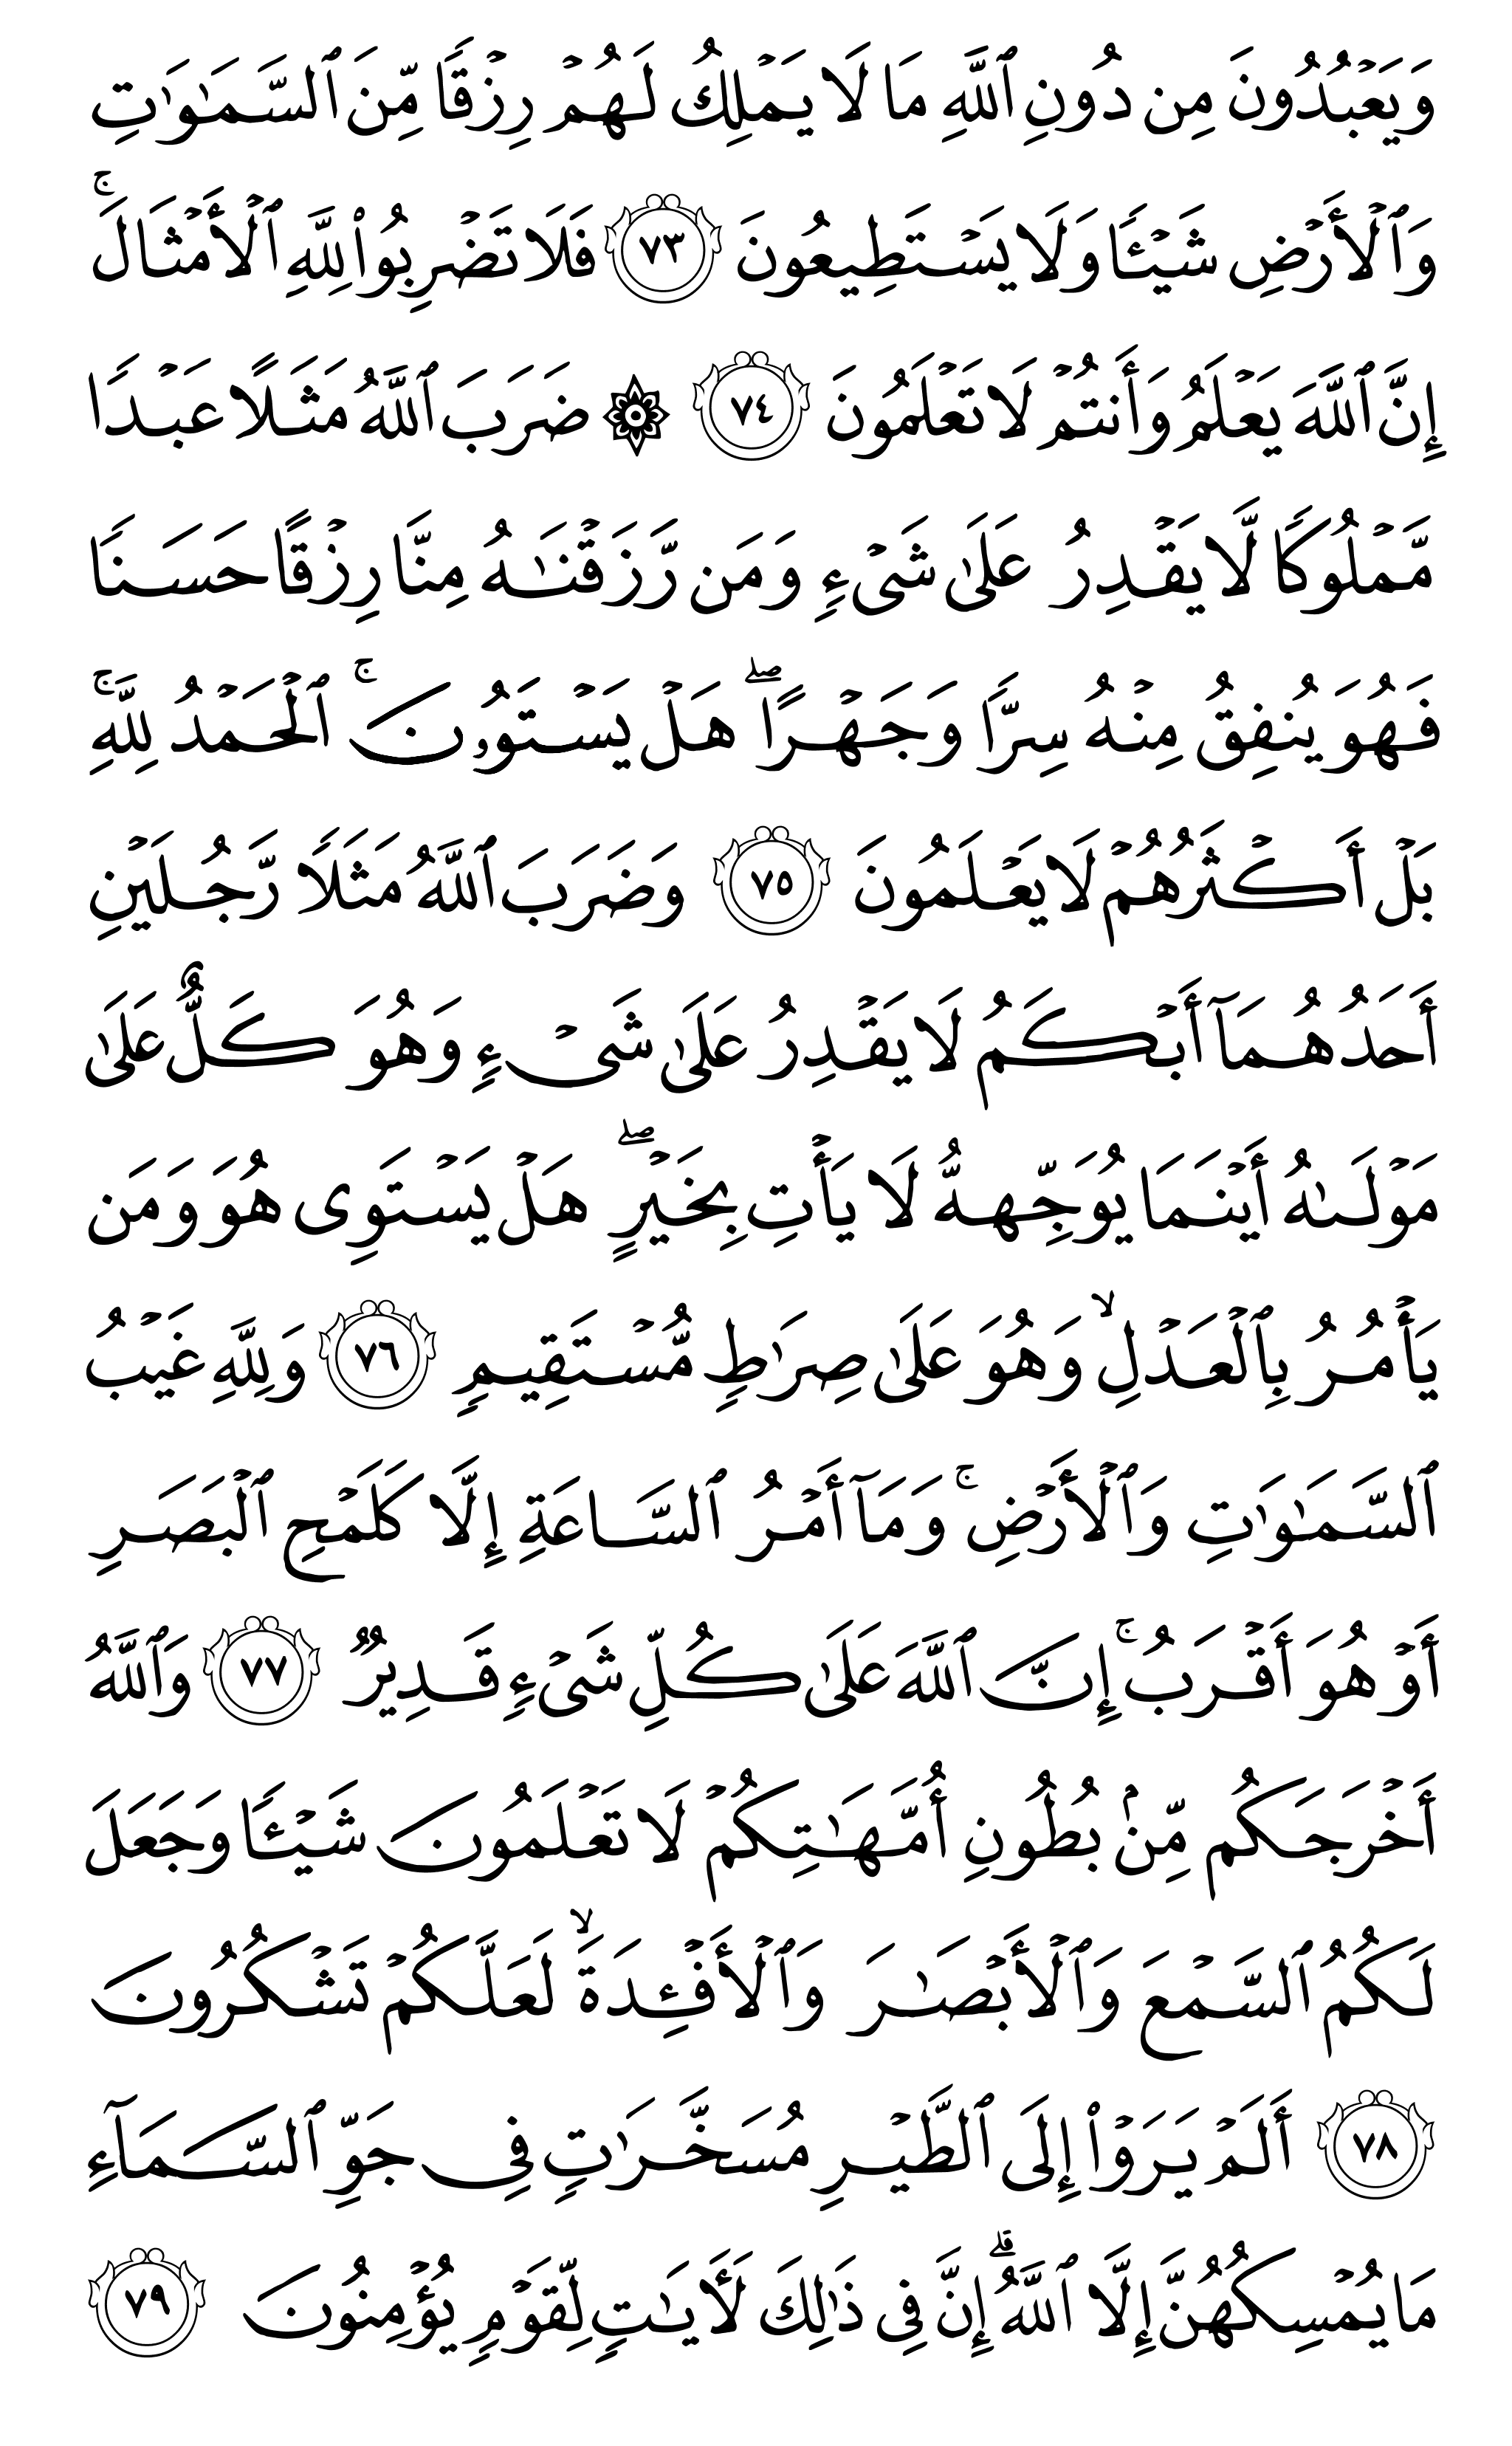 وَيَعۡبُدُونَ مِن دُونِ ٱللَّهِ مَا لَا يَمۡلِكُ لَهُمۡ رِزۡقٗا مِّنَ ٱلسَّمَٰوَٰتِ
وَٱلۡأَرۡضِ شَيۡـٔٗا وَلَا يَسۡتَطِيعُونَ ٧٣ فَلَا تَضۡرِبُواْ لِلَّهِ ٱلۡأَمۡثَالَۚ
إِنَّ ٱللَّهَ يَعۡلَمُ وَأَنتُمۡ لَا تَعۡلَمُونَ ٧٤ ۞ ضَرَبَ ٱللَّهُ مَثَلًا عَبۡدٗا
مَّمۡلُوكٗا لَّا يَقۡدِرُ عَلَىٰ شَيۡءٖ وَمَن رَّزَقۡنَٰهُ مِنَّا رِزۡقًا حَسَنٗا
فَهُوَ يُنفِقُ مِنۡهُ سِرّٗا وَجَهۡرًاۖ هَلۡ يَسۡتَوُۥنَۚ ٱلۡحَمۡدُ لِلَّهِۚ
بَلۡ أَكۡثَرُهُمۡ لَا يَعۡلَمُونَ ٧٥ وَضَرَبَ ٱللَّهُ مَثَلٗا رَّجُلَيۡنِ
أَحَدُهُمَآ أَبۡكَمُ لَا يَقۡدِرُ عَلَىٰ شَيۡءٖ وَهُوَ كَلٌّ عَلَىٰ
مَوۡلَىٰهُ أَيۡنَمَا يُوَجِّههُّ لَا يَأۡتِ بِخَيۡرٍۖ هَلۡ يَسۡتَوِي هُوَ وَمَن
يَأۡمُرُ بِٱلۡعَدۡلِۙ وَهُوَ عَلَىٰ صِرَٰطٖ مُّسۡتَقِيمٖ ٧٦ وَلِلَّهِ غَيۡبُ
ٱلسَّمَٰوَٰتِ وَٱلۡأَرۡضِۚ وَمَآ أَمۡرُ ٱلسَّاعَةِ إِلَّا كَلَمۡحِ ٱلۡبَصَرِ
أَوۡ هُوَ أَقۡرَبُۚ إِنَّ ٱللَّهَ عَلَىٰ كُلِّ شَيۡءٖ قَدِيرٞ ٧٧ وَٱللَّهُ
أَخۡرَجَكُم مِّنۢ بُطُونِ أُمَّهَٰتِكُمۡ لَا تَعۡلَمُونَ شَيۡـٔٗا وَجَعَلَ
لَكُمُ ٱلسَّمۡعَ وَٱلۡأَبۡصَٰرَ وَٱلۡأَفۡـِٔدَةَۙ لَعَلَّكُمۡ تَشۡكُرُونَ
٧٨ أَلَمۡ يَرَوۡاْ إِلَى ٱلطَّيۡرِ مُسَخَّرَٰتٖ فِي جَوِّ ٱلسَّمَآءِ
مَا يُمۡسِكُهُنَّ إِلَّا ٱللَّهُۚ إِنَّ فِي ذَٰلِكَ لَأٓيَٰتٖ لِّقَوۡمٖ يُؤۡمِنُونَ ٧٩